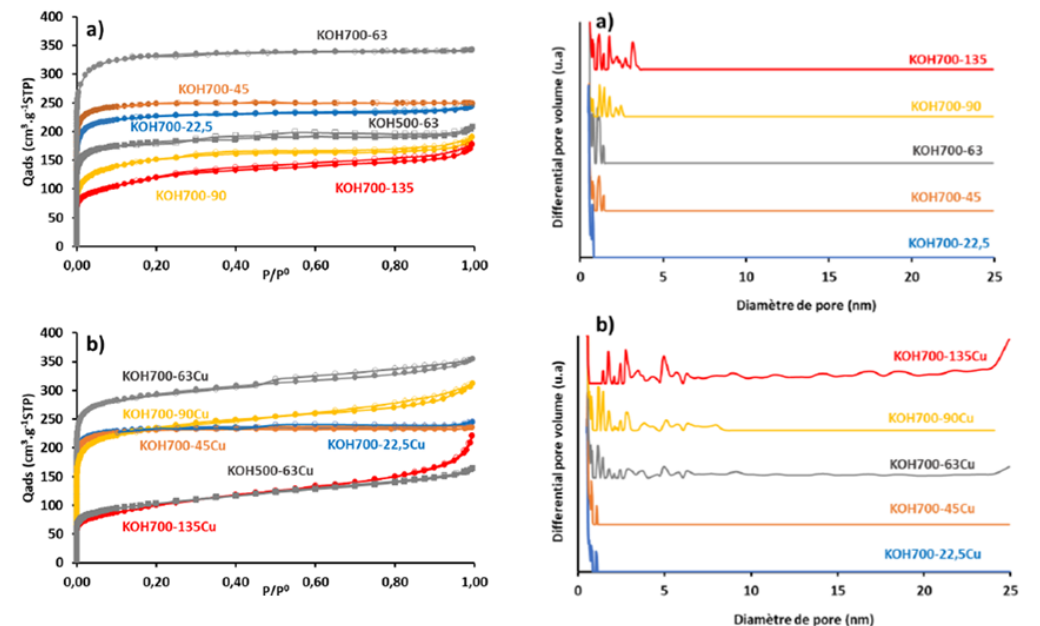 a)
Qads (cm³.g⁻¹STP)
400
350
300
250
200
150
100
50
0
KOH700-63
KOH700-45
KOH700-22,5
KOH500-63
KOH700-90
KOH700-135
0,00 0,20 0,40 0,60 0,80 1,00
P/P⁰
a)
Differential pore volume (u.a)
KOH700-135
KOH700-90
KOH700-63
KOH700-45
KOH700-22,5
0 5 10 15 20 25
Diamètre de pore (nm)
b)
Qads (cm³.g⁻¹STP)
400
350
300
250
200
150
100
50
0
KOH700-63Cu
KOH700-90Cu
KOH700-45Cu
KOH700-22,5Cu
KOH500-63Cu
KOH700-135Cu
0,00 0,20 0,40 0,60 0,80 1,00
P/P⁰
b)
Differential pore volume (u.a)
KOH700-135Cu
KOH700-90Cu
KOH700-63Cu
KOH700-45Cu
KOH700-22,5Cu
0 5 10 15 20 25
Diamètre de pore (nm)